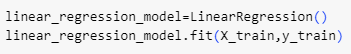 linear_regression_model=LinearRegression()
linear_regression_model.fit(X_train,y_train)